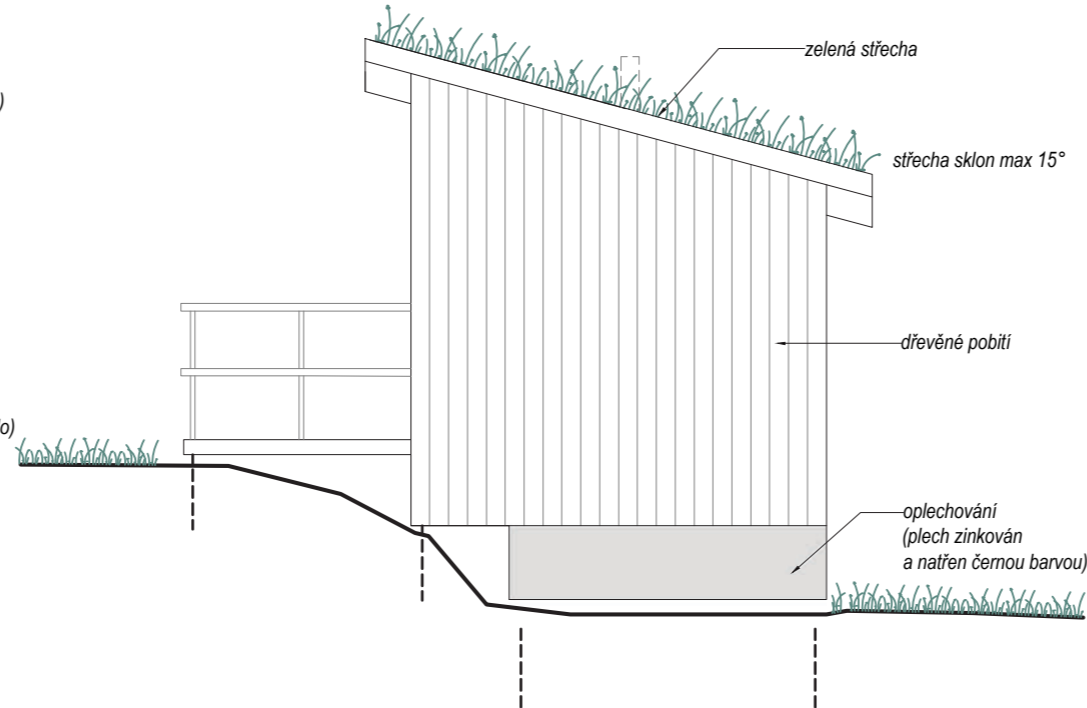 zelená střecha
)
střecha sklon max 15°
dřevěné pobití
o)
oplechování
(plech zinkován
a natřen černou barvou)